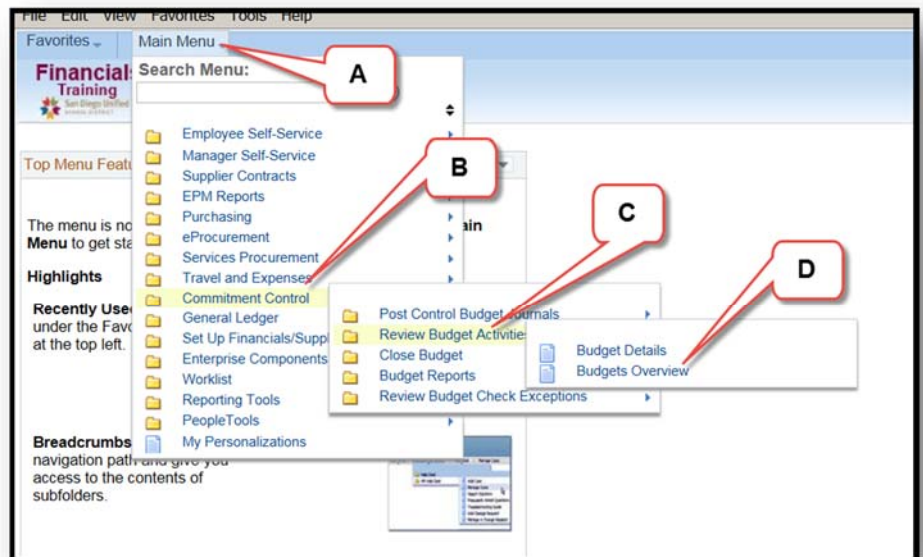 File Edit View Favorites Tools Help
Favorites Main Menu
Financial
Training
San Diego Unified
Search Menu:
A
Employee Self-Service
Manager Self-Service
Supplier Contracts
EPM Reports
Purchasing
eProcurement
Services Procurement
Travel and Expenses
Commitment Control
General Ledger
Set Up Financials/Suppl
Enterprise Components
Worklist
Reporting Tools
PeopleTools
My Personalizations
B
Post Control Budget Journals
Review Budget Activities
Close Budget
Budget Reports
Review Budget Check Exceptions
C
Budget Details
Budgets Overview
D
Top Menu Featu
The menu is no
ain
Menu to get sta
Highlights
Recently Use
under the Favo
at the top left.
Breadcrumbs
navigation path and give you
access to the contents of
subfolders.